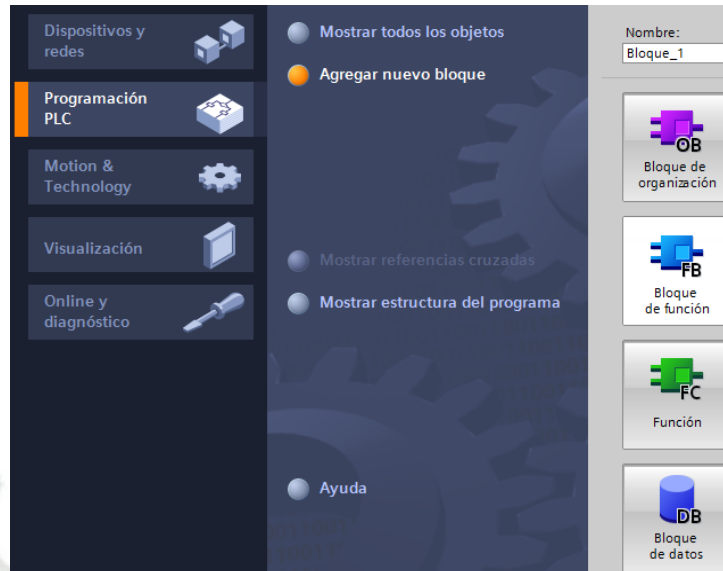 Dispositivos y
redes
Programación
PLC
Motion &
Technology
Visualización
Online y
diagnóstico
Mostrar todos los objetos
Agregar nuevo bloque
Mostrar referencias cruzadas
Mostrar estructura del programa
Ayuda
Nombre:
Bloque_1
OB
Bloque de
organización
FB
Bloque
de función
FC
Función
DB
Bloque
de datos